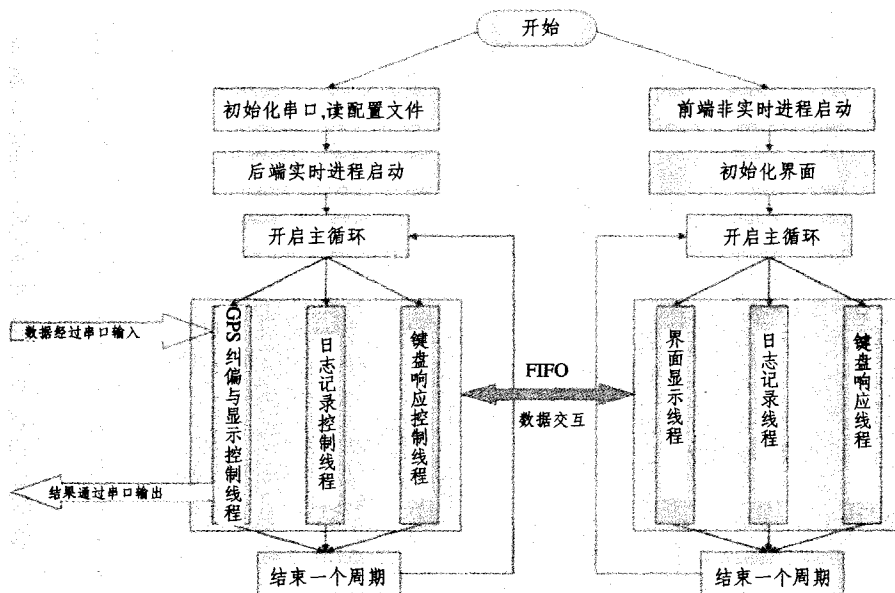 开始
初始化串口,读配置文件
前端非实时进程启动
后端实时进程启动
初始化界面
开启主循环
开启主循环
数据经过串口输入
GPS纠偏与显示控制线程
日志记录控制线程
键盘响应控制线程
FIFO
数据交互
界面显示线程
日志记录线程
键盘响应线程
结果通过串口输出
结束一个周期
结束一个周期